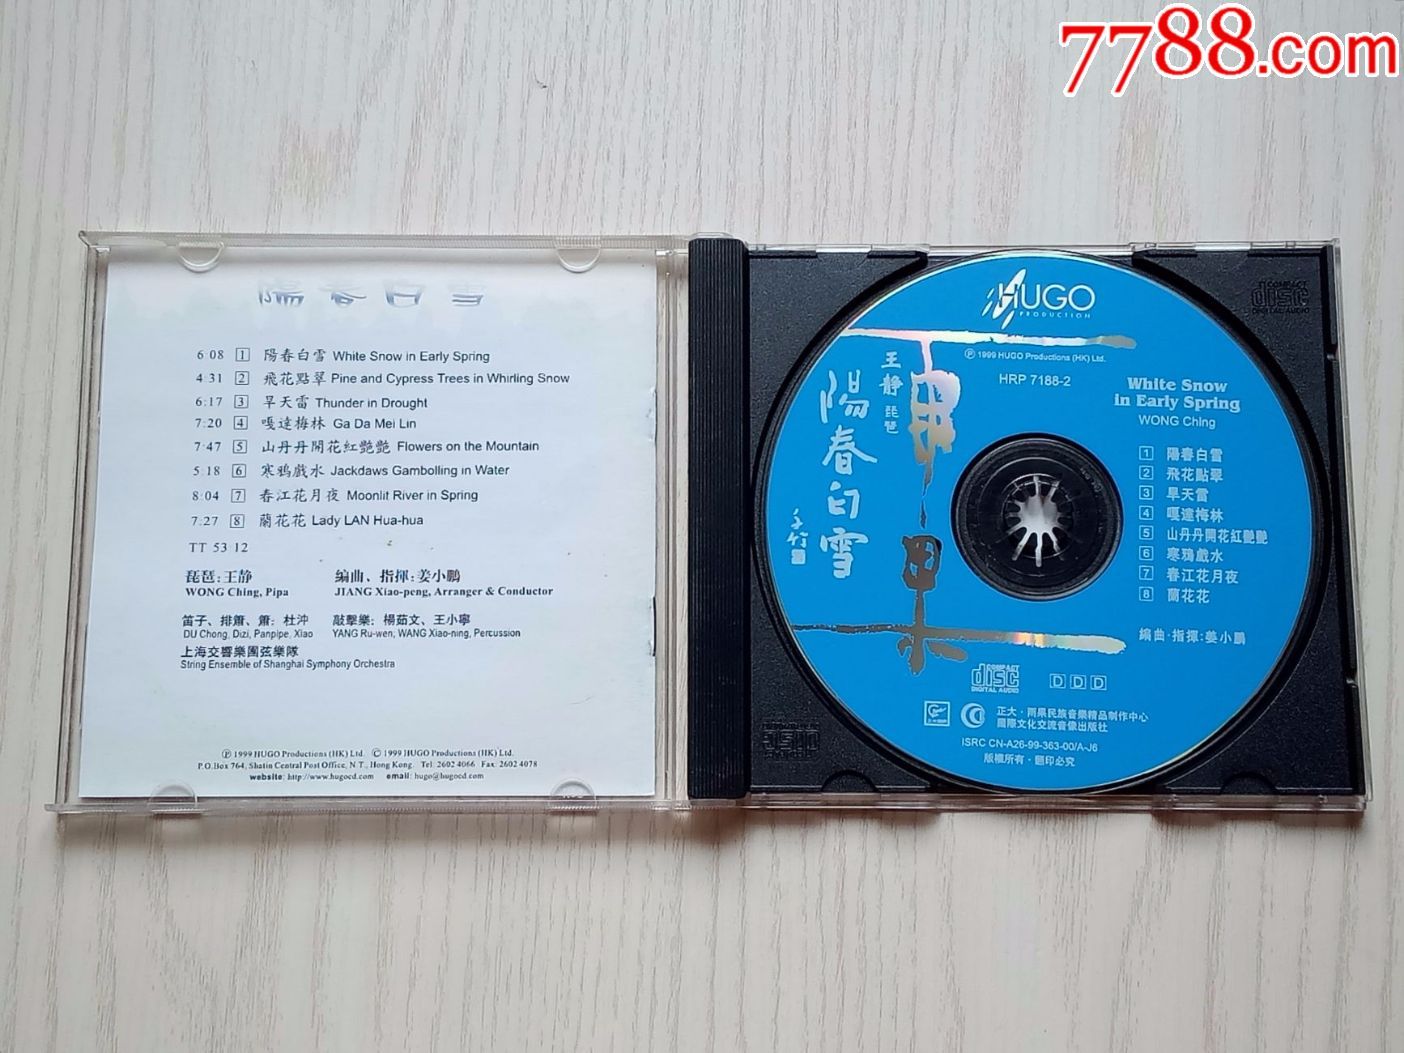 7788.com
陽春白雪
6:08 1 陽春白雪 White Snow in Early Spring
4:31 2 飛花點翠 Pine and Cypress Trees in Whirling Snow
6:17 3 旱天雷 Thunder in Drought
7:20 4 嘎達梅林 Ga Da Mei Lin
7:47 5 山丹丹開花紅艷艷 Flowers on the Mountain
5:18 6 寒鴉戲水 Jackdaws Gambolling in Water
8:04 7 春江花月夜 Moonlit River in Spring
7:27 8 蘭花花 Lady LAN Hua-hua
TT 53 12
琵琶:王静 編曲、指揮:姜小鵬
WONG Ching, Pipa JIANG Xiao-peng, Arranger & Conductor
笛子、排簫、簫: 杜沖 敲擊樂: 楊茹文、王小寧
DU Chong, Dizi, Panpipe, Xiao YANG Ru-wen, WANG Xiao-ning, Percussion
上海交響樂團弦樂隊
String Ensemble of Shanghai Symphony Orchestra
Ⓟ 1999 HUGO Productions (HK) Ltd. © 1999 HUGO Productions (HK) Ltd.
P.O.Box 764, Shatin Central Post Office, N.T., Hong Kong. Tel: 2602 4066 Fax: 2602 4078
website: http://www.hugocd.com email: hugo@hugocd.com
HUGO
PRODUCTION
Ⓟ 1999 HUGO Productions (HK) Ltd.
HRP 7188-2
王静 琵琶
陽春白雪
雨果
White Snow
in Early Spring
WONG Ching
1 陽春白雪
2 飛花點翠
3 旱天雷
4 嘎達梅林
5 山丹丹開花紅艷艷
6 寒鴉戲水
7 春江花月夜
8 蘭花花
編曲·指揮:姜小鵬
COMPACT
disc
DIGITAL AUDIO
D D D
正大·雨果民族音樂精品制作中心
國際文化交流音像出版社
ISRC CN-A26-99-363-00/A-J6
版權所有·翻印必究
COMPACT
disc
DIGITAL AUDIO